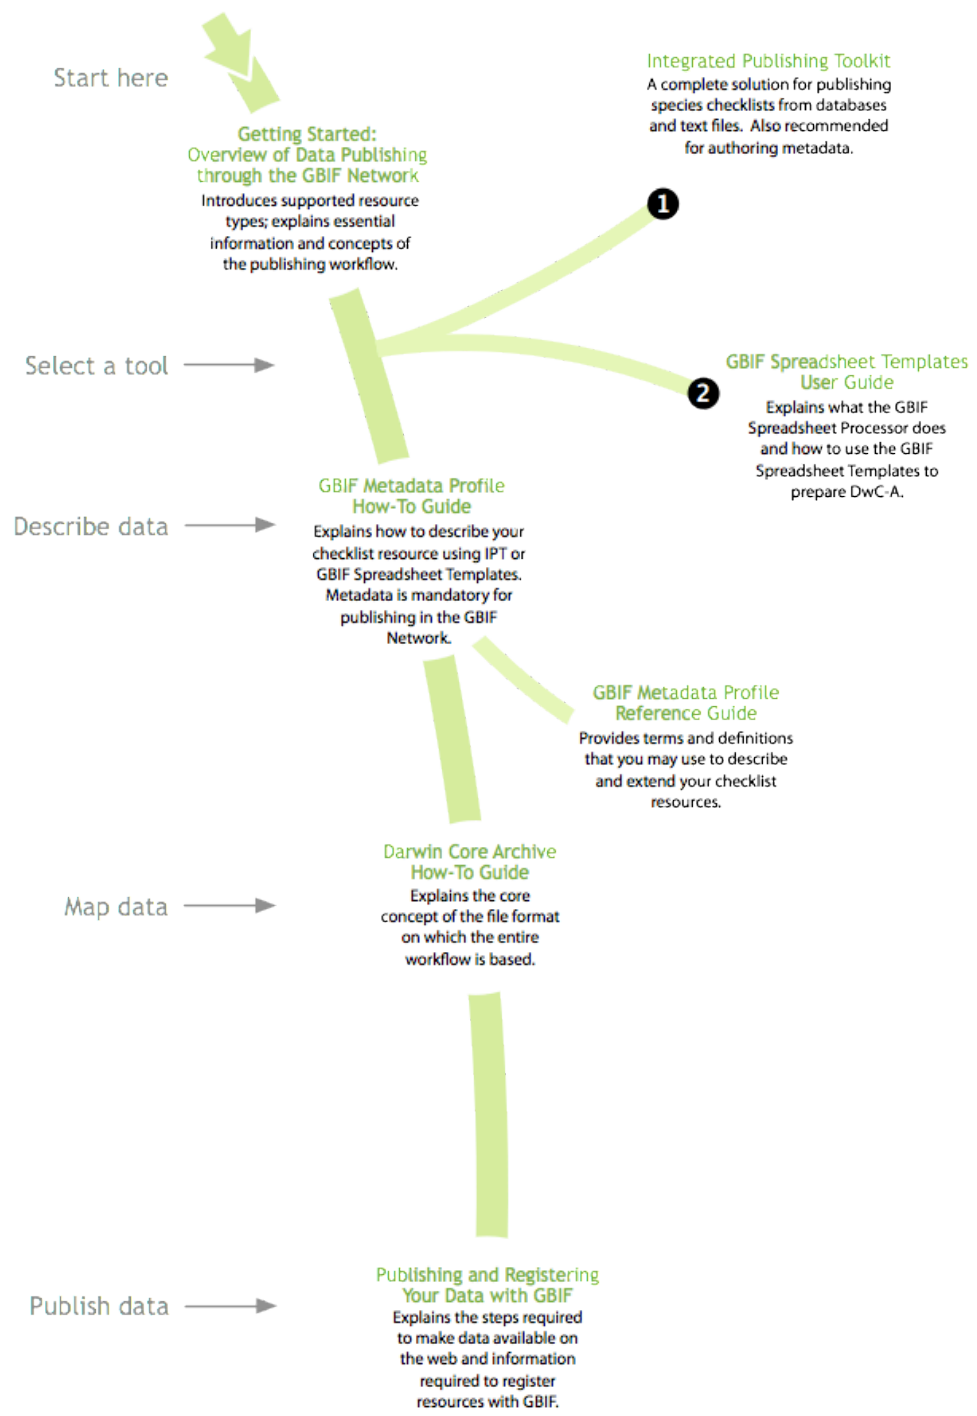 Start here
Getting Started:
Overview of Data Publishing
through the GBIF Network
Introduces supported resource
types; explains essential
information and concepts of
the publishing workflow.
Integrated Publishing Toolkit
A complete solution for publishing
species checklists from databases
and text files. Also recommended
for authoring metadata.
1
Select a tool
2
GBIF Spreadsheet Templates
User Guide
Explains what the GBIF
Spreadsheet Processor does
and how to use the GBIF
Spreadsheet Templates to
prepare DwC-A.
Describe data
GBIF Metadata Profile
How-To Guide
Explains how to describe your
checklist resource using IPT or
GBIF Spreadsheet Templates.
Metadata is mandatory for
publishing in the GBIF
Network.
GBIF Metadata Profile
Reference Guide
Provides terms and definitions
that you may use to describe
and extend your checklist
resources.
Map data
Darwin Core Archive
How-To Guide
Explains the core
concept of the file format
on which the entire
workflow is based.
Publish data
Publishing and Registering
Your Data with GBIF
Explains the steps required
to make data available on
the web and information
required to register
resources with GBIF.